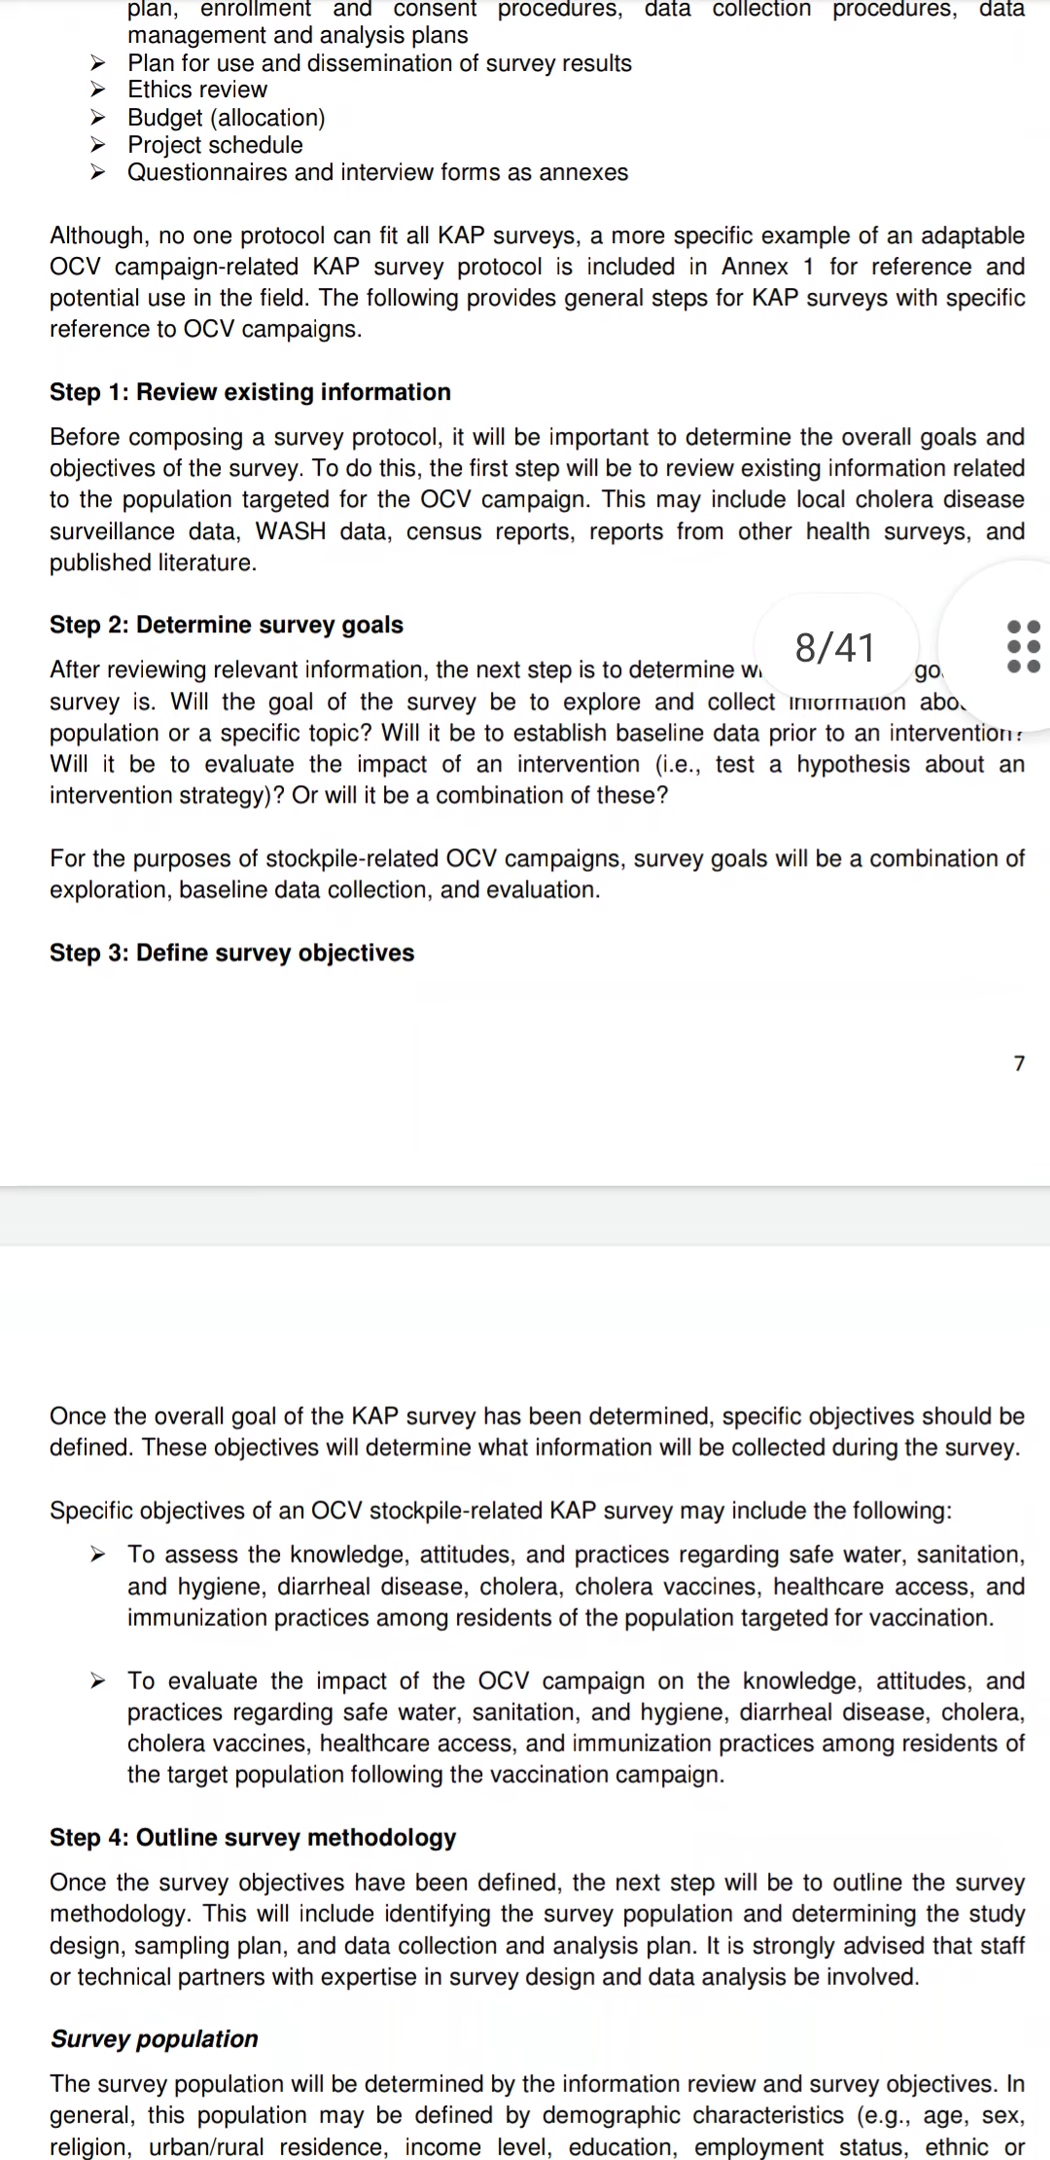 plan, enrollment and consent procedures, data collection procedures, data
management and analysis plans
➢ Plan for use and dissemination of survey results
➢ Ethics review
➢ Budget (allocation)
➢ Project schedule
➢ Questionnaires and interview forms as annexes
Although, no one protocol can fit all KAP surveys, a more specific example of an adaptable
OCV campaign-related KAP survey protocol is included in Annex 1 for reference and
potential use in the field. The following provides general steps for KAP surveys with specific
reference to OCV campaigns.
Step 1: Review existing information
Before composing a survey protocol, it will be important to determine the overall goals and
objectives of the survey. To do this, the first step will be to review existing information related
to the population targeted for the OCV campaign. This may include local cholera disease
surveillance data, WASH data, census reports, reports from other health surveys, and
published literature.
Step 2: Determine survey goals
8/41
After reviewing relevant information, the next step is to determine
survey is. Will the goal of the survey be to explore and collect information
population or a specific topic? Will it be to establish baseline data prior to an intervention?
Will it be to evaluate the impact of an intervention (i.e., test a hypothesis about an
intervention strategy)? Or will it be a combination of these?
For the purposes of stockpile-related OCV campaigns, survey goals will be a combination of
exploration, baseline data collection, and evaluation.
Step 3: Define survey objectives
7
Once the overall goal of the KAP survey has been determined, specific objectives should be
defined. These objectives will determine what information will be collected during the survey.
Specific objectives of an OCV stockpile-related KAP survey may include the following:
➢ To assess the knowledge, attitudes, and practices regarding safe water, sanitation,
and hygiene, diarrheal disease, cholera, cholera vaccines, healthcare access, and
immunization practices among residents of the population targeted for vaccination.
➢ To evaluate the impact of the OCV campaign on the knowledge, attitudes, and
practices regarding safe water, sanitation, and hygiene, diarrheal disease, cholera,
cholera vaccines, healthcare access, and immunization practices among residents of
the target population following the vaccination campaign.
Step 4: Outline survey methodology
Once the survey objectives have been defined, the next step will be to outline the survey
methodology. This will include identifying the survey population and determining the study
design, sampling plan, and data collection and analysis plan. It is strongly advised that staff
or technical partners with expertise in survey design and data analysis be involved.
Survey population
The survey population will be determined by the information review and survey objectives. In
general, this population may be defined by demographic characteristics (e.g., age, sex,
religion, urban/rural residence, income level, education, employment status, ethnic or